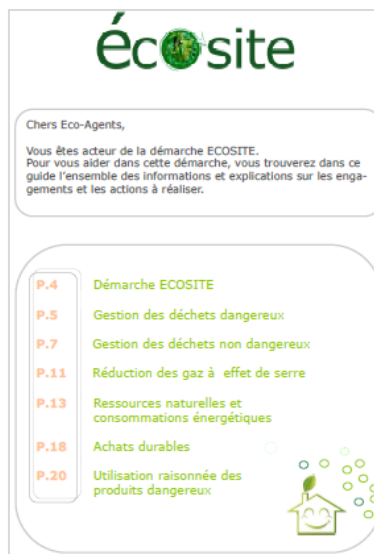 écosite
Chers Eco-Agents,
Vous êtes acteur de la démarche ECOSITE.
Pour vous aider dans cette démarche, vous trouverez dans ce
guide l'ensemble des informations et explications sur les enga-
gements et les actions à réaliser.
P.4 Démarche ECOSITE
P.5 Gestion des déchets dangereux
P.7 Gestion des déchets non dangereux
P.11 Réduction des gaz à effet de serre
P.13 Ressources naturelles et
consommations énergétiques
P.18 Achats durables
P.20 Utilisation raisonnée des
produits dangereux